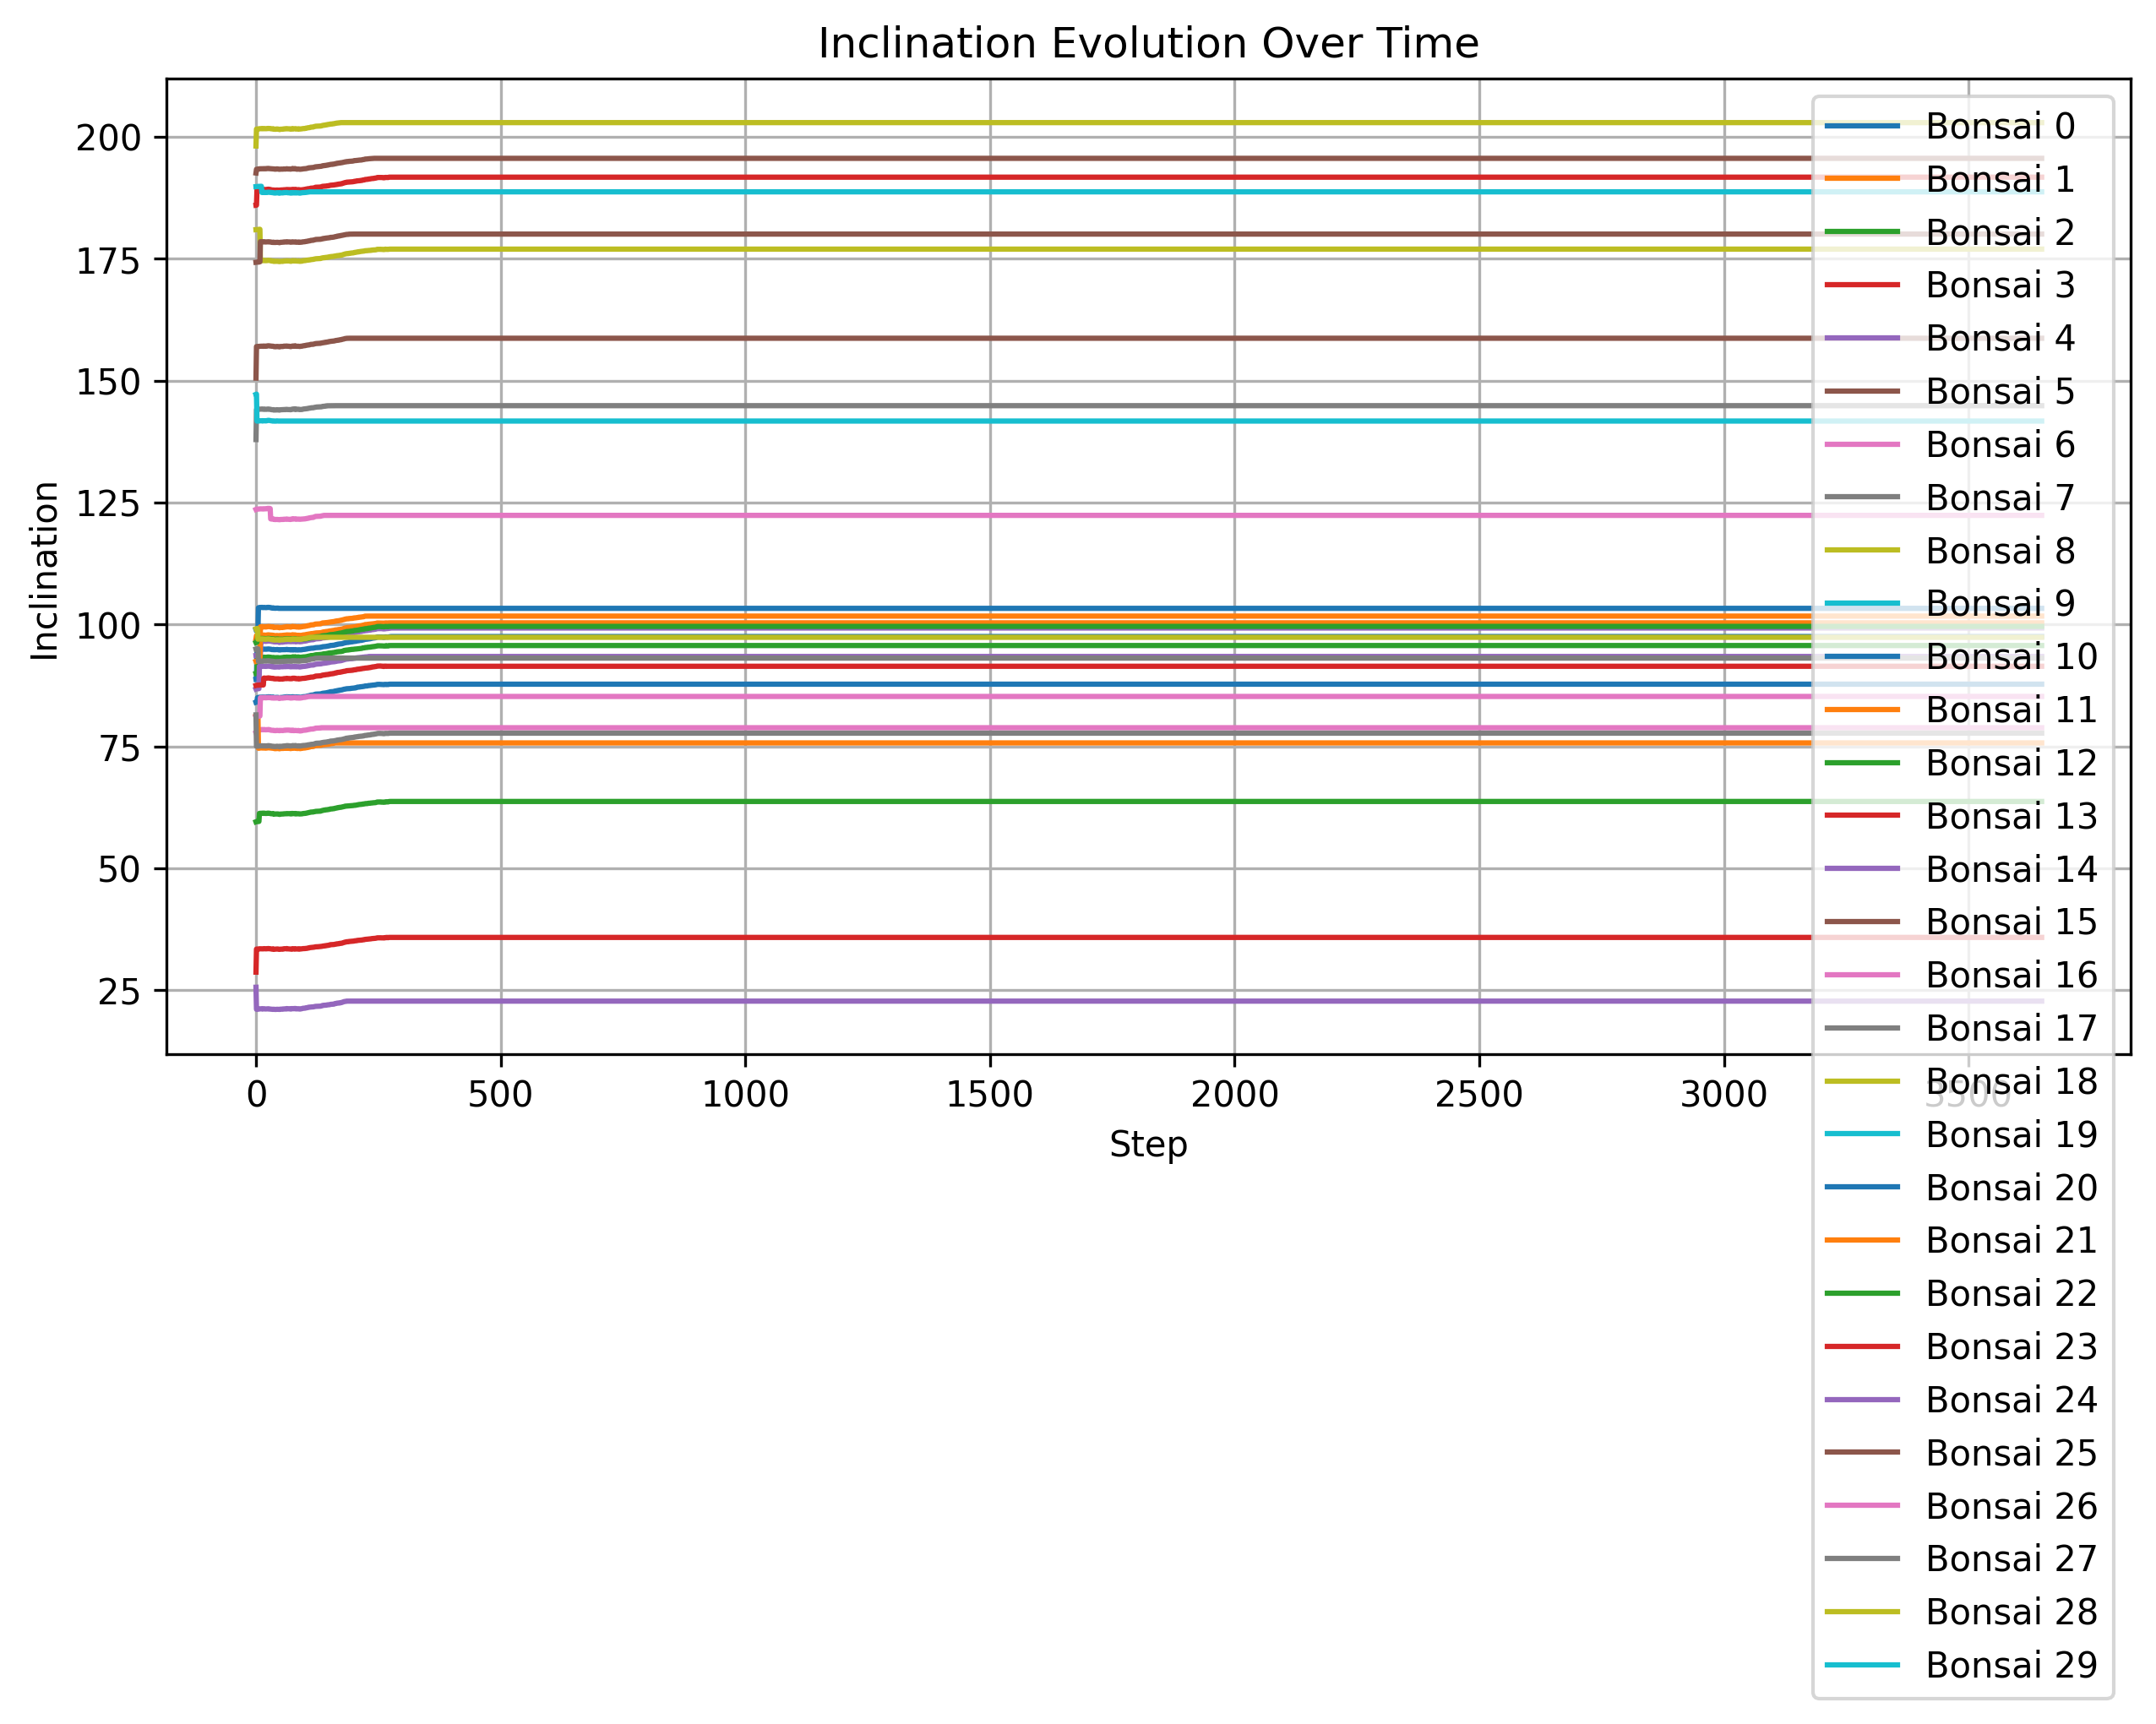 Inclination Evolution Over Time
Inclination
200
175
150
125
100
75
50
25
0
500
1000
1500
2000
2500
3000
3500
Step
Bonsai 0
Bonsai 1
Bonsai 2
Bonsai 3
Bonsai 4
Bonsai 5
Bonsai 6
Bonsai 7
Bonsai 8
Bonsai 9
Bonsai 10
Bonsai 11
Bonsai 12
Bonsai 13
Bonsai 14
Bonsai 15
Bonsai 16
Bonsai 17
Bonsai 18
Bonsai 19
Bonsai 20
Bonsai 21
Bonsai 22
Bonsai 23
Bonsai 24
Bonsai 25
Bonsai 26
Bonsai 27
Bonsai 28
Bonsai 29